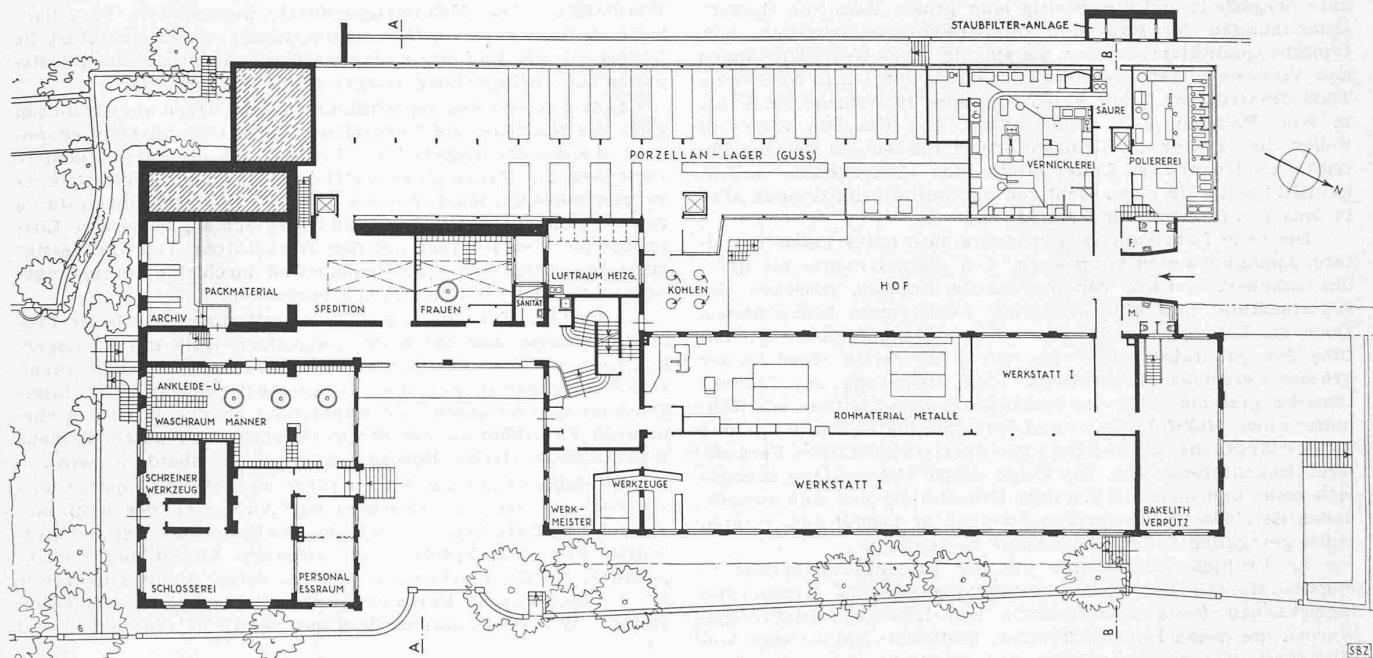 STAUBFILTER-ANLAGE
A
B
SÄURE
PORZELLAN-LAGER (GUSS)
VERNICKLEREI
POLIEREREI
N
F.
PACKMATERIAL
LUFTRAUM HEIZG.
SPEDITION
FRAUEN
SANITÄT
KOHLEN
HOF
ARCHIV
M.
ANKLEIDE-U.
WASCHRAUM MÄNNER
WERKSTATT I
ROHMATERIAL METALLE
SCHREINER
WERKZEUG
WERKZEUGE
WERKSTATT I
WERK-
MEISTER
BAKELITH
VERPUTZ
SCHLOSSEREI
PERSONAL
ESSRAUM
6
A
B
SBZ